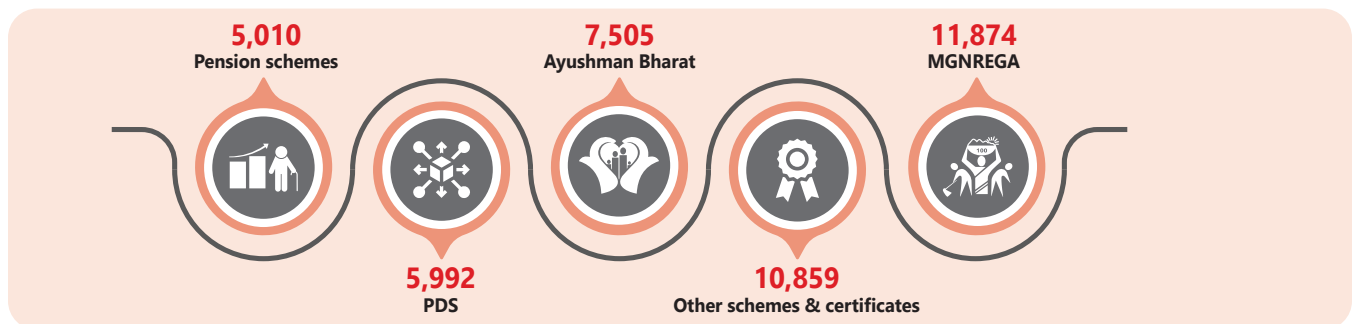 5,010
Pension schemes
5,992
PDS
7,505
Ayushman Bharat
10,859
Other schemes & certificates
11,874
MGNREGA
100